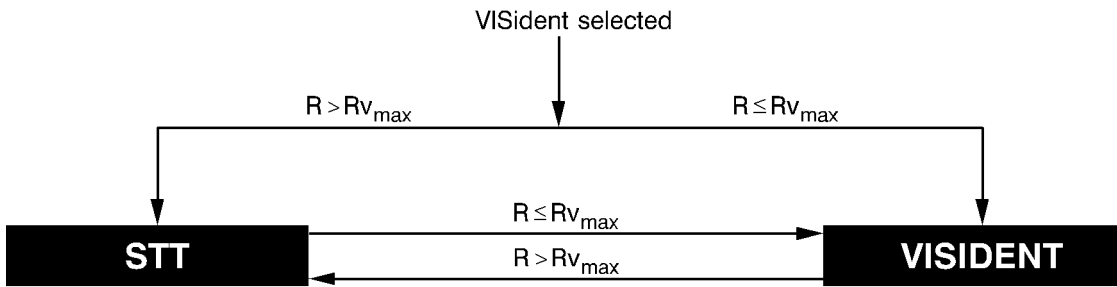 VISident selected
R > Rvmax
R ≤ Rvmax
R ≤ Rvmax
STT
VISIDENT
R > Rvmax